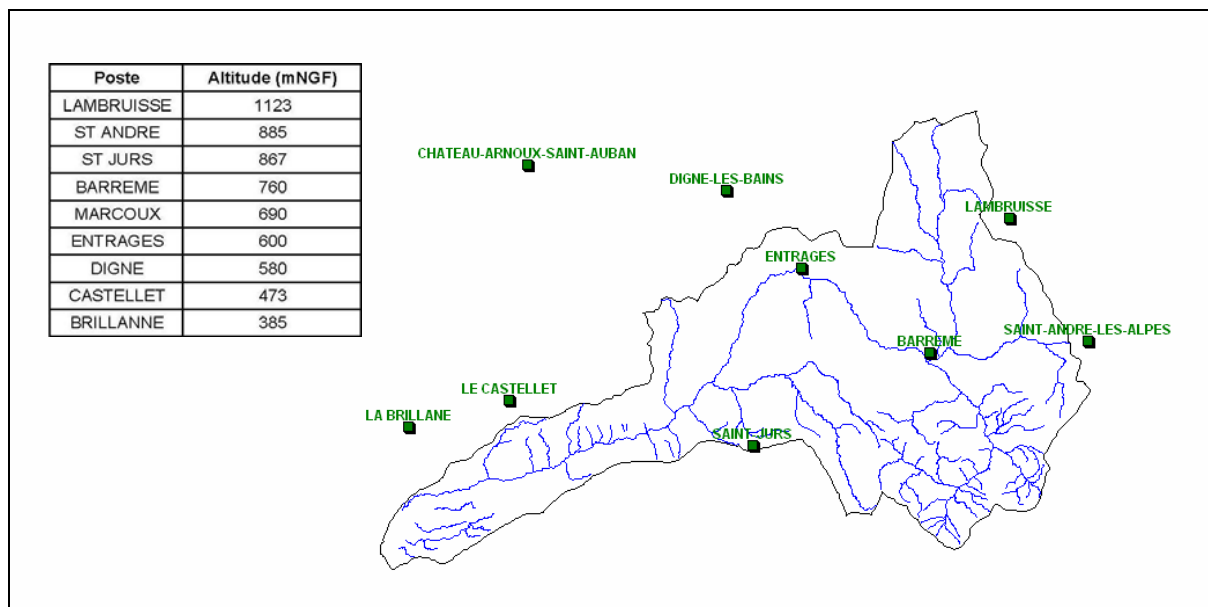 Poste Altitude (mNGF)
LAMBRUISSE 1123
ST ANDRE 885
ST JURS 867
BARREME 760
MARCOUX 690
ENTRAGES 600
DIGNE 580
CASTELLET 473
BRILLANNE 385
CHATEAU-ARNOUX-SAINT-AUBAN
DIGNE-LES-BAINS
LAMBRUISSE
ENTRAGES
SAINT-ANDRE-LES-ALPES
BARREME
LE CASTELLET
LA BRILLANE
SAINT-JURS